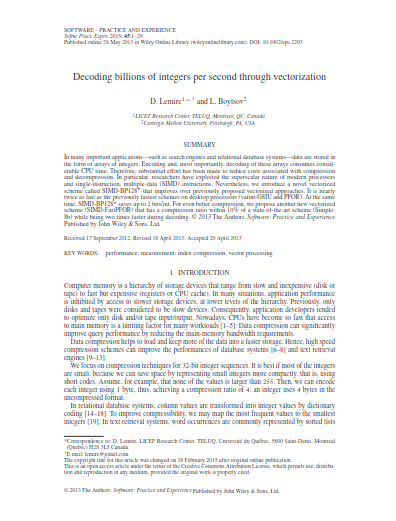 SOFTWARE – PRACTICE AND EXPERIENCE
Softw. Pract. Exper. 2015; 45:1–29
Published online 28 May 2013 in Wiley Online Library (wileyonlinelibrary.com). DOI: 10.1002/spe.2203
Decoding billions of integers per second through vectorization
D. Lemire1,*,† and L. Boytsov2
1LICEF Research Center, TELUQ, Montreal, QC, Canada
2Carnegie Mellon University, Pittsburgh, PA, USA
SUMMARY
In many important applications—such as search engines and relational database systems—data are stored in
the form of arrays of integers. Encoding and, most importantly, decoding of these arrays consumes consid-
erable CPU time. Therefore, substantial effort has been made to reduce costs associated with compression
and decompression. In particular, researchers have exploited the superscalar nature of modern processors
and single-instruction, multiple-data (SIMD) instructions. Nevertheless, we introduce a novel vectorized
scheme called SIMD-BP128* that improves over previously proposed vectorized approaches. It is nearly
twice as fast as the previously fastest schemes on desktop processors (varint-G8IU and PFOR). At the same
time, SIMD-BP128* saves up to 2 bits/int. For even better compression, we propose another new vectorized
scheme (SIMD-FastPFOR) that has a compression ratio within 10% of a state-of-the-art scheme (Simple-
8b) while being two times faster during decoding. © 2013 The Authors. Software: Practice and Experience
Published by John Wiley & Sons, Ltd.
Received 17 September 2012; Revised 18 April 2013; Accepted 20 April 2013
KEY WORDS: performance; measurement; index compression; vector processing
1. INTRODUCTION
Computer memory is a hierarchy of storage devices that range from slow and inexpensive (disk or
tape) to fast but expensive (registers or CPU cache). In many situations, application performance
is inhibited by access to slower storage devices, at lower levels of the hierarchy. Previously, only
disks and tapes were considered to be slow devices. Consequently, application developers tended
to optimize only disk and/or tape input/output. Nowadays, CPUs have become so fast that access
to main memory is a limiting factor for many workloads [1–5]: Data compression can significantly
improve query performance by reducing the main-memory bandwidth requirements.
Data compression helps to load and keep more of the data into a faster storage. Hence, high speed
compression schemes can improve the performances of database systems [6–8] and text retrieval
engines [9–13].
We focus on compression techniques for 32-bit integer sequences. It is best if most of the integers
are small, because we can save space by representing small integers more compactly, that is, using
short codes. Assume, for example, that none of the values is larger than 255. Then, we can encode
each integer using 1 byte, thus, achieving a compression ratio of 4: an integer uses 4 bytes in the
uncompressed format.
In relational database systems, column values are transformed into integer values by dictionary
coding [14–18]. To improve compressibility, we may map the most frequent values to the smallest
integers [19]. In text retrieval systems, word occurrences are commonly represented by sorted lists
*Correspondence to: D. Lemire, LICEF Research Center, TELUQ, Université du Québec, 5800 Saint-Denis, Montreal
(Quebec) H2S 3L5 Canada.
†E-mail: lemire@gmail.com
The copyright line for this article was changed on 18 February 2015 after original online publication.
This is an open access article under the terms of the Creative Commons Attribution License, which permits use, distribu-
tion and reproduction in any medium, provided the original work is properly cited.
© 2013 The Authors. Software: Practice and Experience Published by John Wiley & Sons, Ltd.